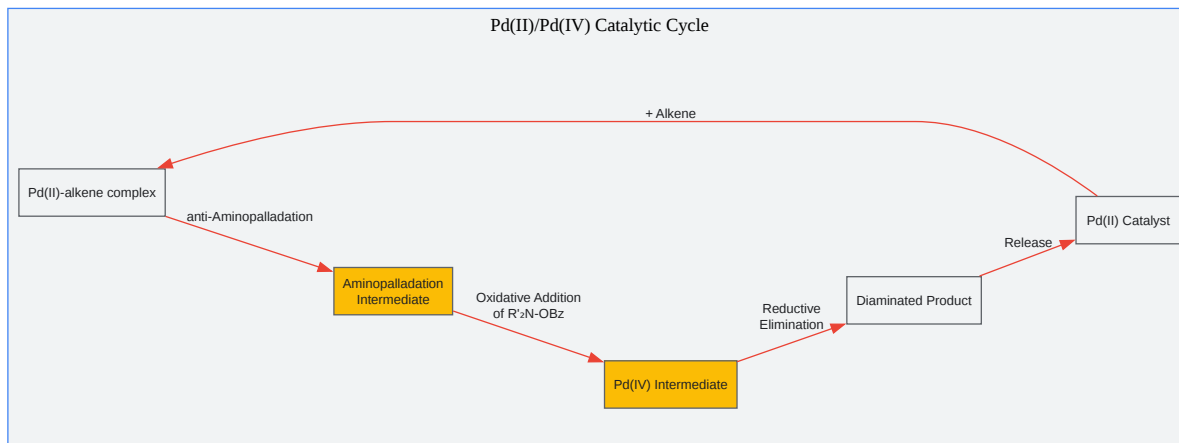 Pd(II)/Pd(IV) Catalytic Cycle
+ Alkene
Pd(II)-alkene complex
anti-Aminopalladation
Aminopalladation
Intermediate
Oxidative Addition
of R'₂N-OBz
Pd(IV) Intermediate
Reductive
Elimination
Diaminated Product
Release
Pd(II) Catalyst